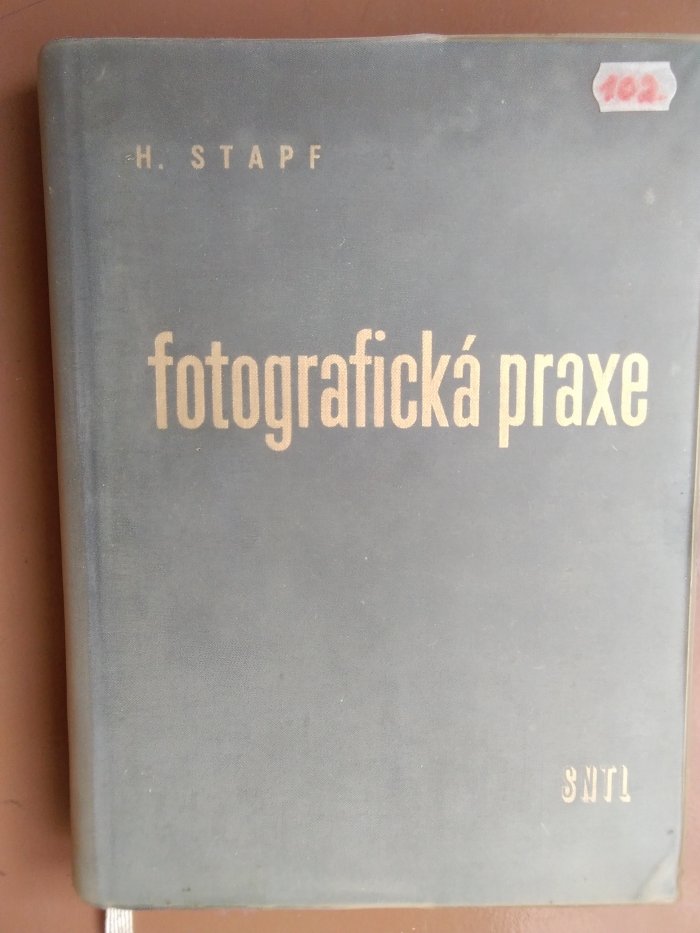 102.
H. STAPF
fotografická praxe
SNTL